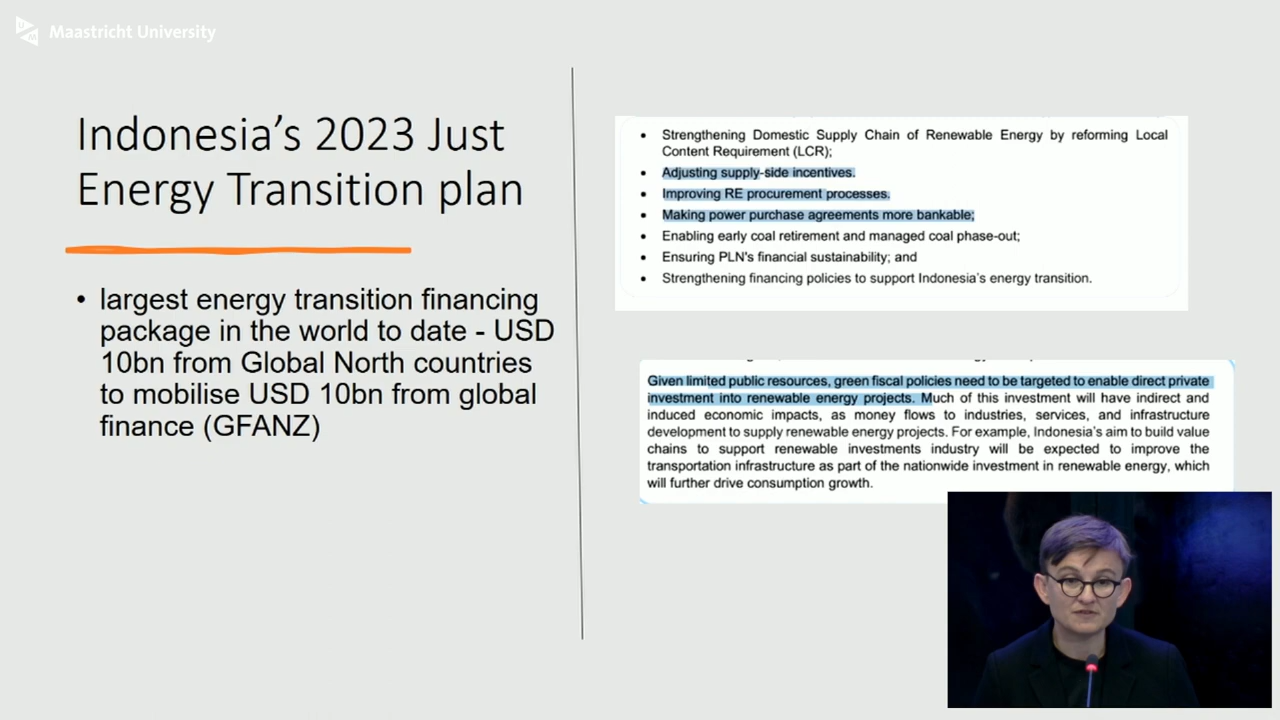 Maastricht University
Indonesia's 2023 Just
Energy Transition plan
• largest energy transition financing
package in the world to date - USD
10bn from Global North countries
to mobilise USD 10bn from global
finance (GFANZ)
• Strengthening Domestic Supply Chain of Renewable Energy by reforming Local
Content Requirement (LCR);
• Adjusting supply-side incentives.
• Improving RE procurement processes.
• Making power purchase agreements more bankable;
• Enabling early coal retirement and managed coal phase-out;
• Ensuring PLN's financial sustainability; and
• Strengthening financing policies to support Indonesia's energy transition.
Given limited public resources, green fiscal policies need to be targeted to enable direct private
investment into renewable energy projects. Much of this investment will have indirect and
induced economic impacts, as money flows to industries, services, and infrastructure
development to supply renewable energy projects. For example, Indonesia's aim to build value
chains to support renewable investments industry will be expected to improve the
transportation infrastructure as part of the nationwide investment in renewable energy, which
will further drive consumption growth.